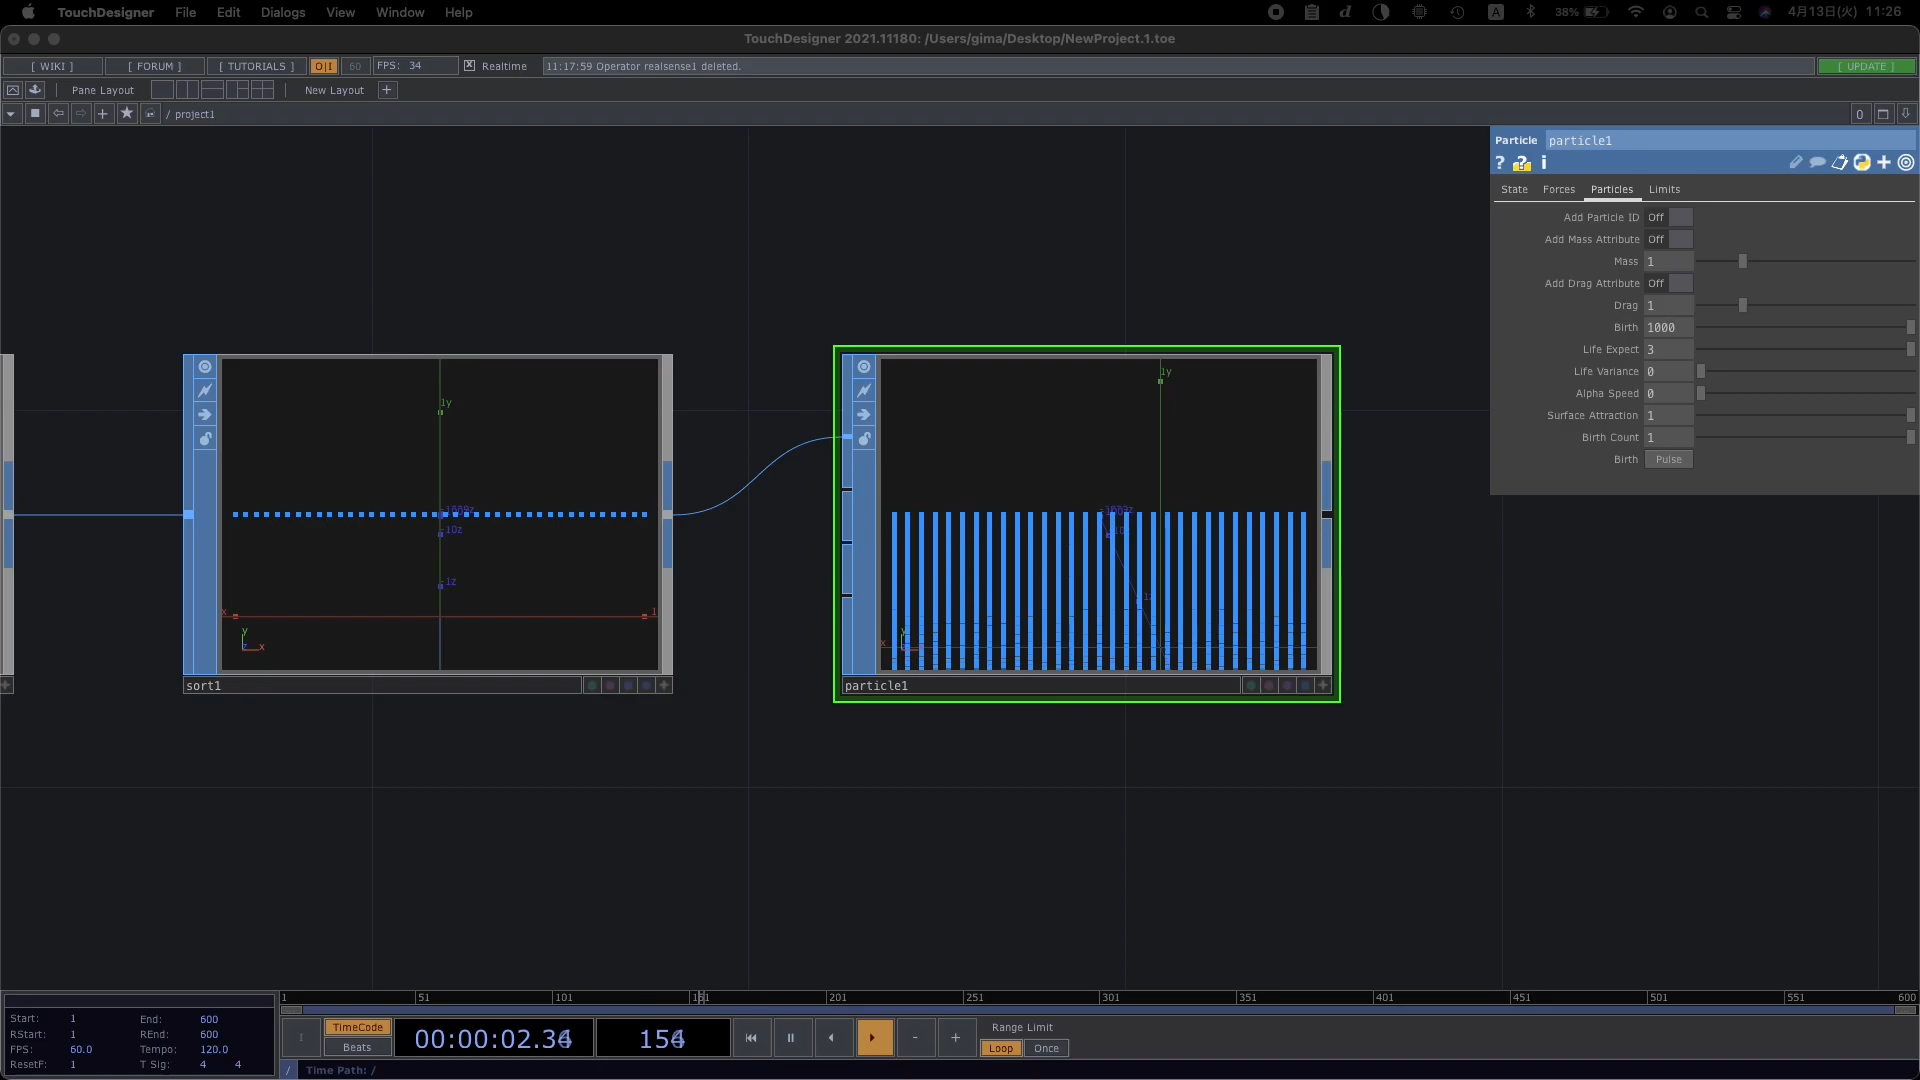 TouchDesigner File Edit Dialogs View Window Help 38% A 4月13日(火) 11:26
TouchDesigner 2021.11180: /Users/gima/Desktop/NewProject.1.toe
[ WIKI ] [ FORUM ] [ TUTORIALS ] O|I 60 FPS: 34 Realtime 11:17:59 Operator realsense1 deleted. [ UPDATE ]
Pane Layout New Layout +
/ project1 0
Particle particle1
? ? i
State Forces Particles Limits
Add Particle ID Off
Add Mass Attribute Off
Mass 1
Add Drag Attribute Off
Drag 1
Birth 1000
Life Expect 3
Life Variance 0
Alpha Speed 0
Surface Attraction 1
Birth Count 1
Birth Pulse
1y
10z
1z
x 1
y
z x
sort1
1y
x
y
particle1
1 51 101 151 201 251 301 351 401 451 501 551 600
Start: 1 End: 600
RStart: 1 REnd: 600
FPS: 60.0 Tempo: 120.0
ResetF: 1 T Sig: 4 4
TimeCode
Beats
00:00:02.34 154
- +
Range Limit
Loop Once
/ Time Path: /